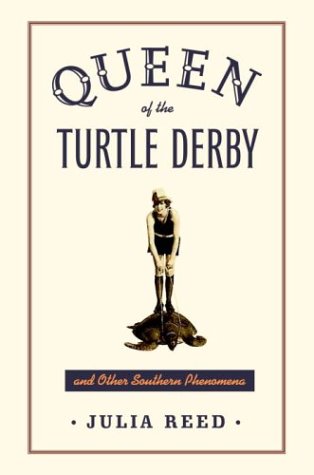 QUEEN
of the
TURTLE DERBY
and Other Southern Phenomena
• JULIA REED •